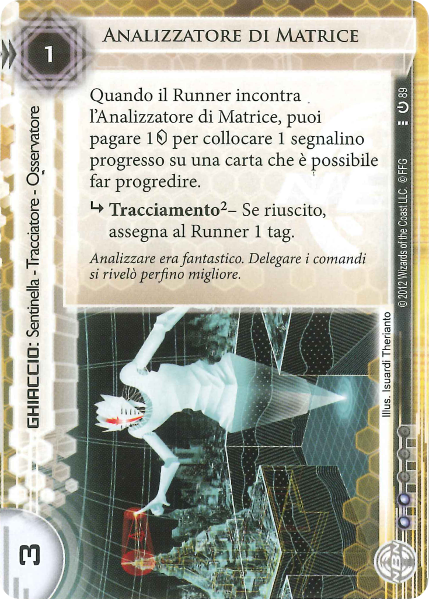 Analizzatore di Matrice
1
Quando il Runner incontra
l'Analizzatore di Matrice, puoi
pagare 1 per collocare 1 segnalino
progresso su una carta che è possibile
far progredire.
↳ Tracciamento²– Se riuscito,
assegna al Runner 1 tag.
Analizzare era fantastico. Delegare i comandi
si rivelò perfino migliore.
GHIACCIO: Sentinella - Tracciatore - Osservatore
3
Illus. Isuardi Therianto
© 2012 Wizards of the Coast LLC. © FFG
89
NBN